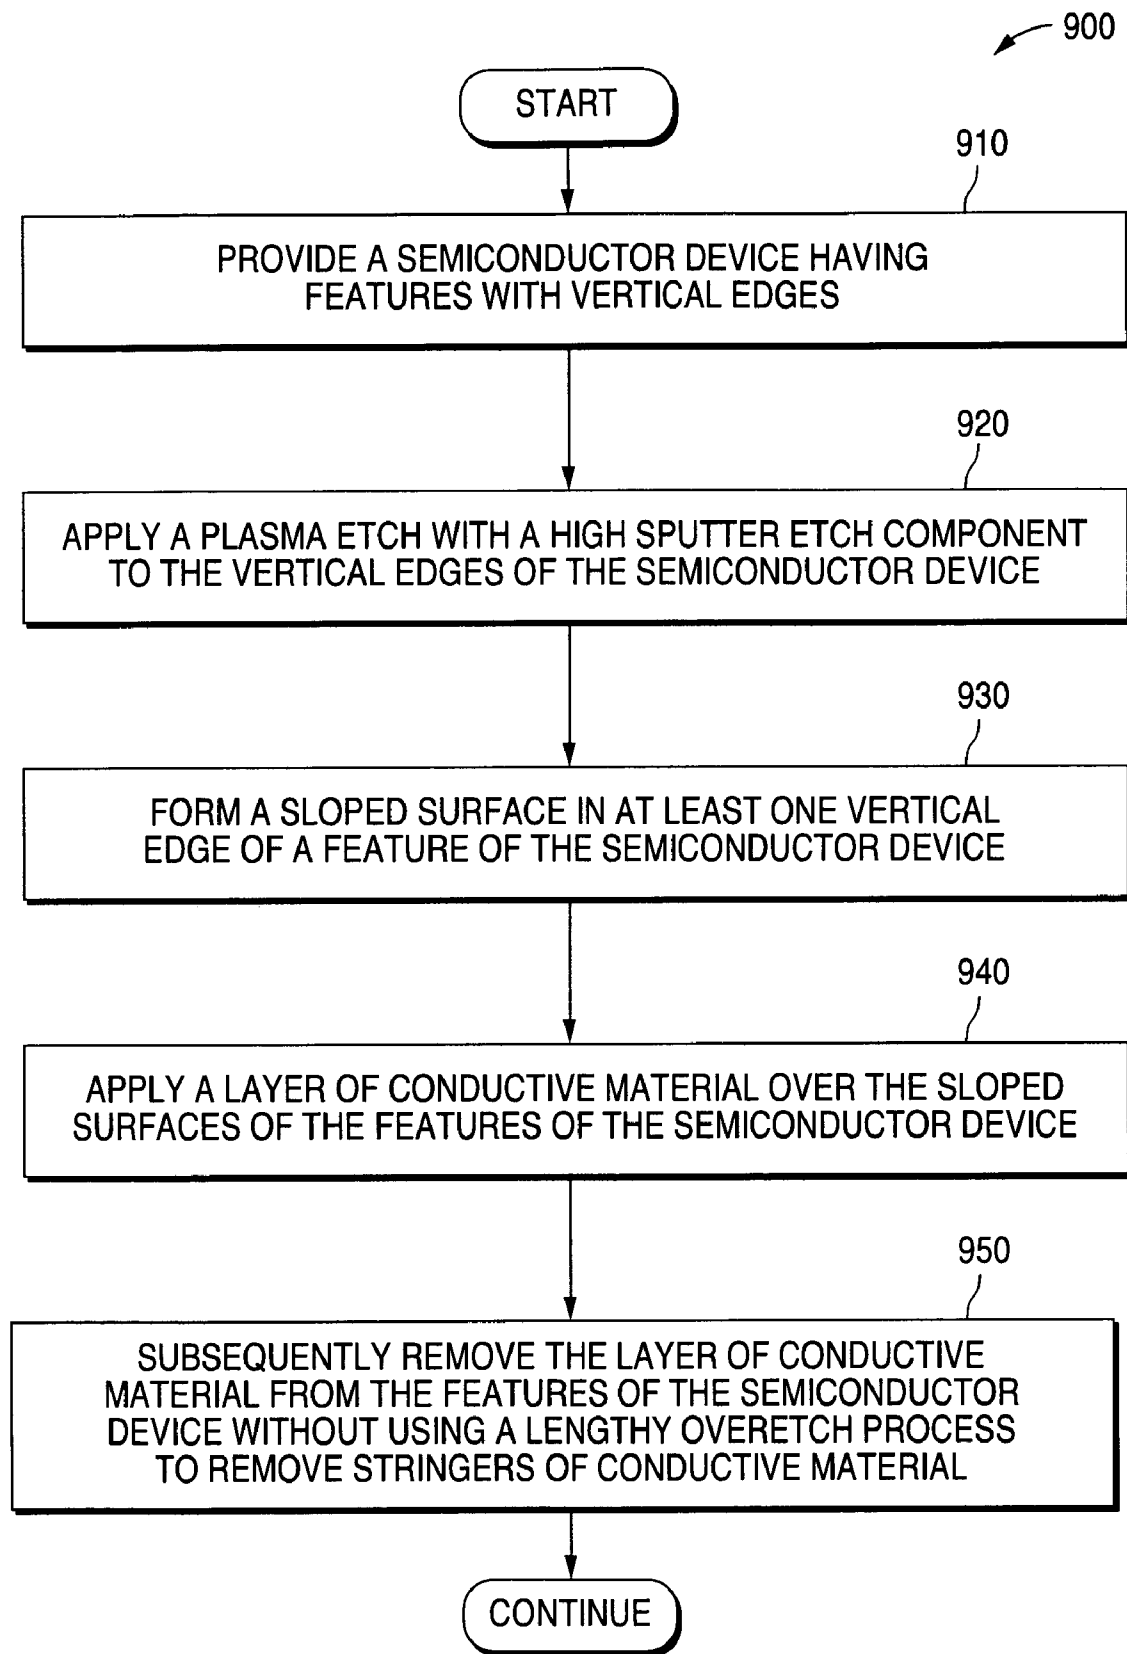 900
START
910
PROVIDE A SEMICONDUCTOR DEVICE HAVING
FEATURES WITH VERTICAL EDGES
920
APPLY A PLASMA ETCH WITH A HIGH SPUTTER ETCH COMPONENT
TO THE VERTICAL EDGES OF THE SEMICONDUCTOR DEVICE
930
FORM A SLOPED SURFACE IN AT LEAST ONE VERTICAL
EDGE OF A FEATURE OF THE SEMICONDUCTOR DEVICE
940
APPLY A LAYER OF CONDUCTIVE MATERIAL OVER THE SLOPED
SURFACES OF THE FEATURES OF THE SEMICONDUCTOR DEVICE
950
SUBSEQUENTLY REMOVE THE LAYER OF CONDUCTIVE
MATERIAL FROM THE FEATURES OF THE SEMICONDUCTOR
DEVICE WITHOUT USING A LENGTHY OVERETCH PROCESS
TO REMOVE STRINGERS OF CONDUCTIVE MATERIAL
CONTINUE